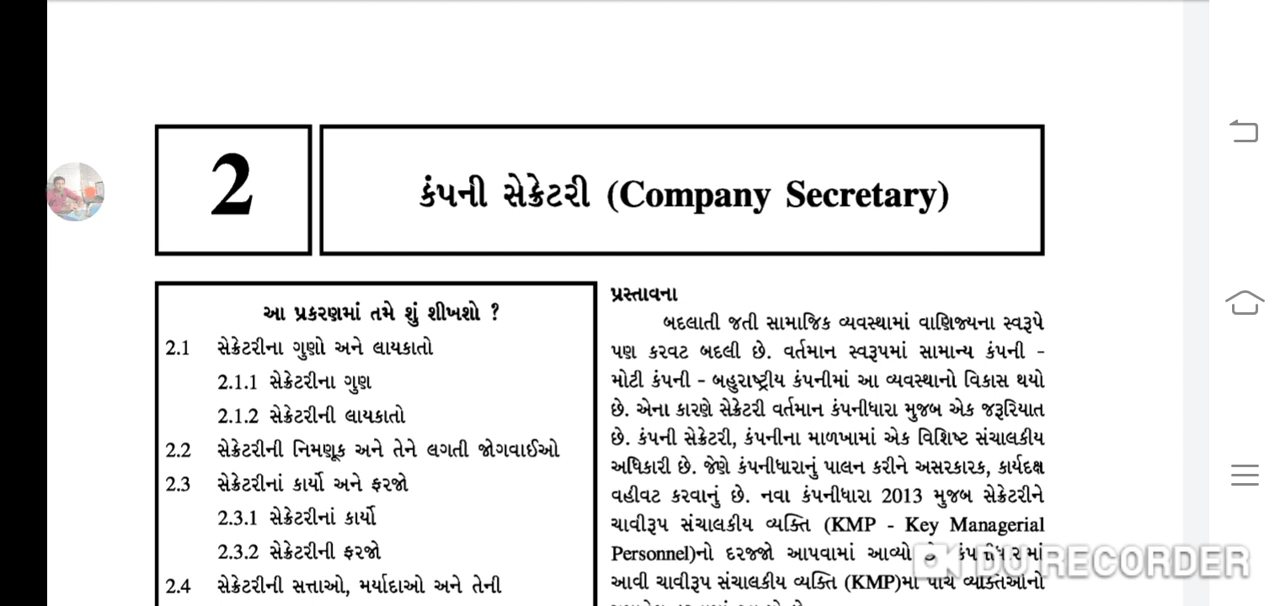 2
કંપની સેક્રેટરી (Company Secretary)
આ પ્રકરણમાં તમે શું શીખશો ?
2.1 સેક્રેટરીના ગુણો અને લાયકાતો
2.1.1 સેક્રેટરીના ગુણ
2.1.2 સેક્રેટરીની લાયકાતો
2.2 સેક્રેટરીની નિમણૂક અને તેને લગતી જોગવાઈઓ
2.3 સેક્રેટરીનાં કાર્યો અને ફરજો
2.3.1 સેક્રેટરીનાં કાર્યો
2.3.2 સેક્રેટરીની ફરજો
2.4 સેક્રેટરીની સત્તાઓ, મર્યાદાઓ અને તેની
પ્રસ્તાવના
બદલાતી જતી સામાજિક વ્યવસ્થામાં વાણિજ્યના સ્વરૂપે
પણ કરવટ બદલી છે. વર્તમાન સ્વરૂપમાં સામાન્ય કંપની -
મોટી કંપની - બહુરાષ્ટ્રીય કંપનીમાં આ વ્યવસ્થાનો વિકાસ થયો
છે. એના કારણે સેક્રેટરી વર્તમાન કંપનીધારા મુજબ એક જરૂરિયાત
છે. કંપની સેક્રેટરી, કંપનીના માળખામાં એક વિશિષ્ટ સંચાલકીય
અધિકારી છે. જેણે કંપનીધારાનું પાલન કરીને અસરકારક, કાર્યદક્ષ
વહીવટ કરવાનું છે. નવા કંપનીધારા 2013 મુજબ સેક્રેટરીને
ચાવીરૂપ સંચાલકીય વ્યક્તિ (KMP - Key Managerial
Personnel)નો દરજ્જો આપવામાં આવ્યો છે. કંપનીધારામાં
આવી ચાવીરૂપ સંચાલકીય વ્યક્તિ (KMP)માં પાંચ વ્યક્તિઓનો
DU RECORDER